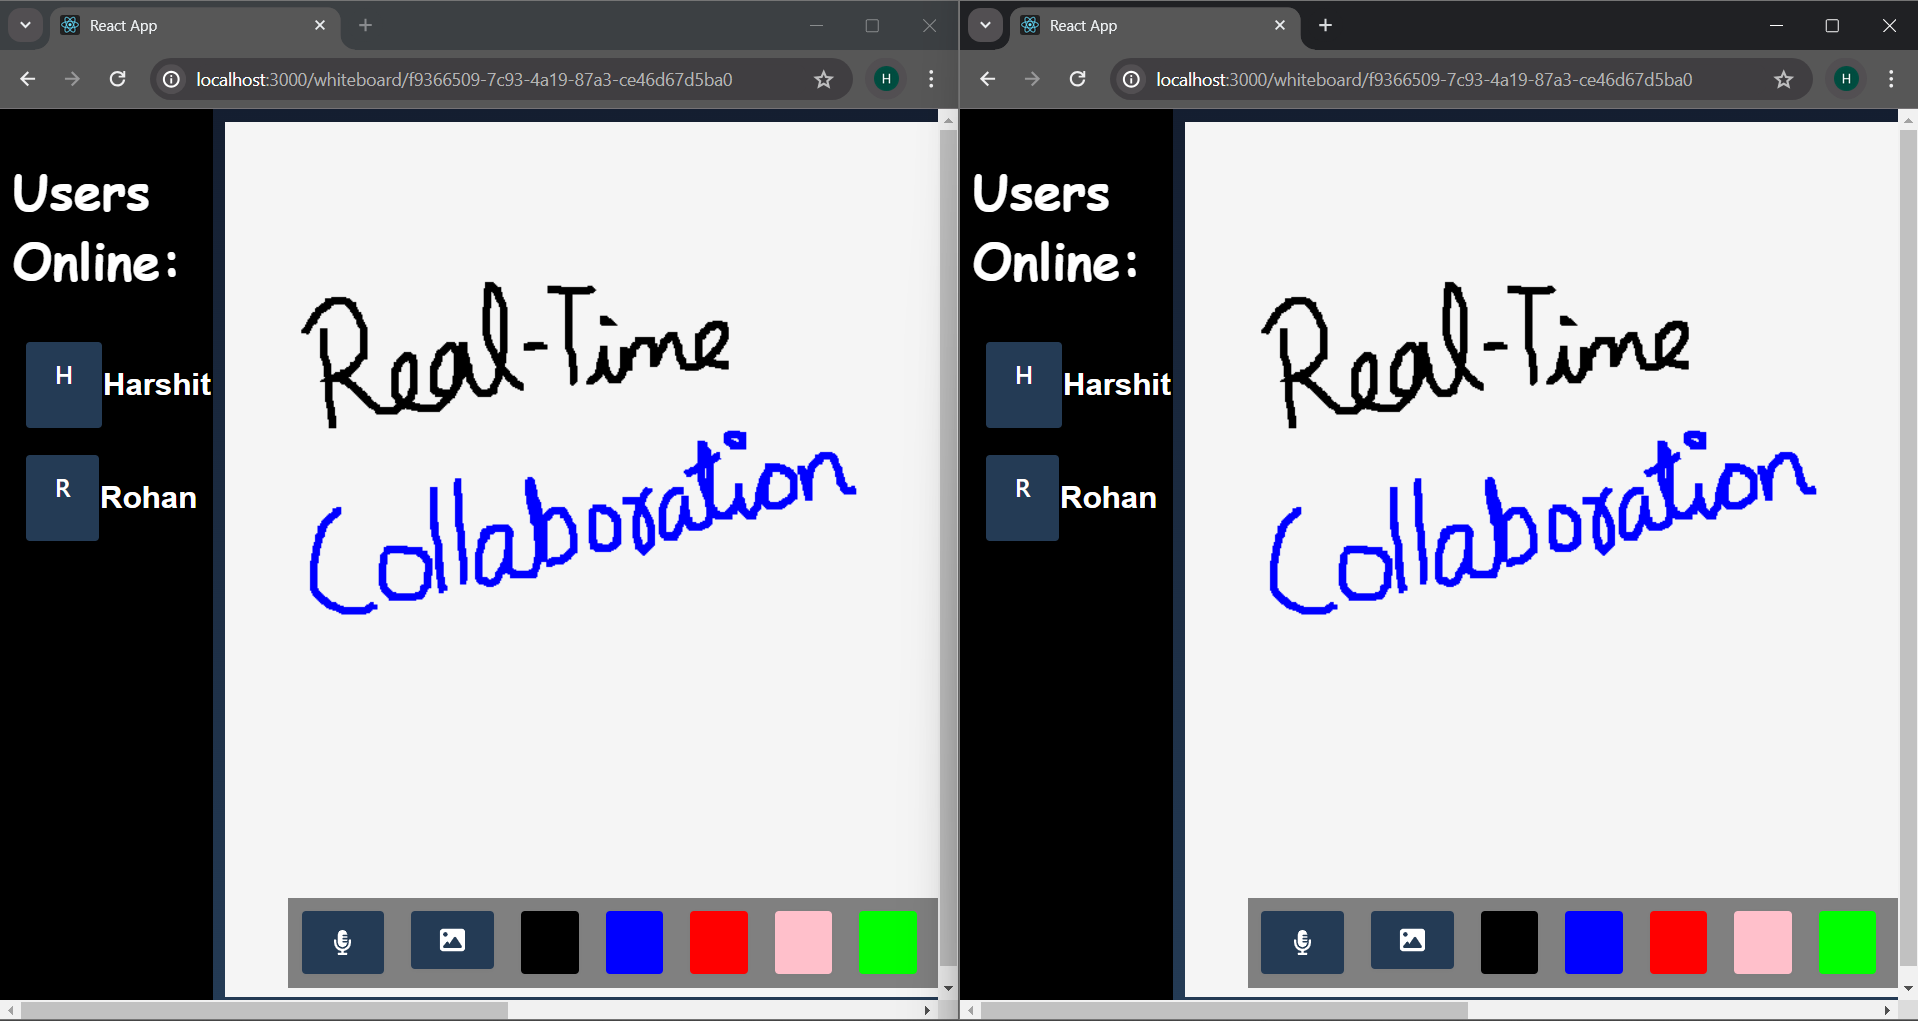 React App
localhost:3000/whiteboard/f9366509-7c93-4a19-87a3-ce46d67d5ba0
H
Users
Online:
H Harshit
R Rohan
Real-Time
Collaboration
React App
localhost:3000/whiteboard/f9366509-7c93-4a19-87a3-ce46d67d5ba0
H
Users
Online:
H Harshit
R Rohan
Real-Time
Collaboration